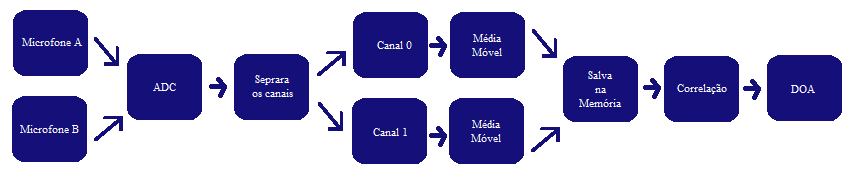 Microfone A
Microfone B
ADC
Seprara
os canais
Canal 0
Média
Móvel
Canal 1
Média
Móvel
Salva
na
Memória
Correlação
DOA